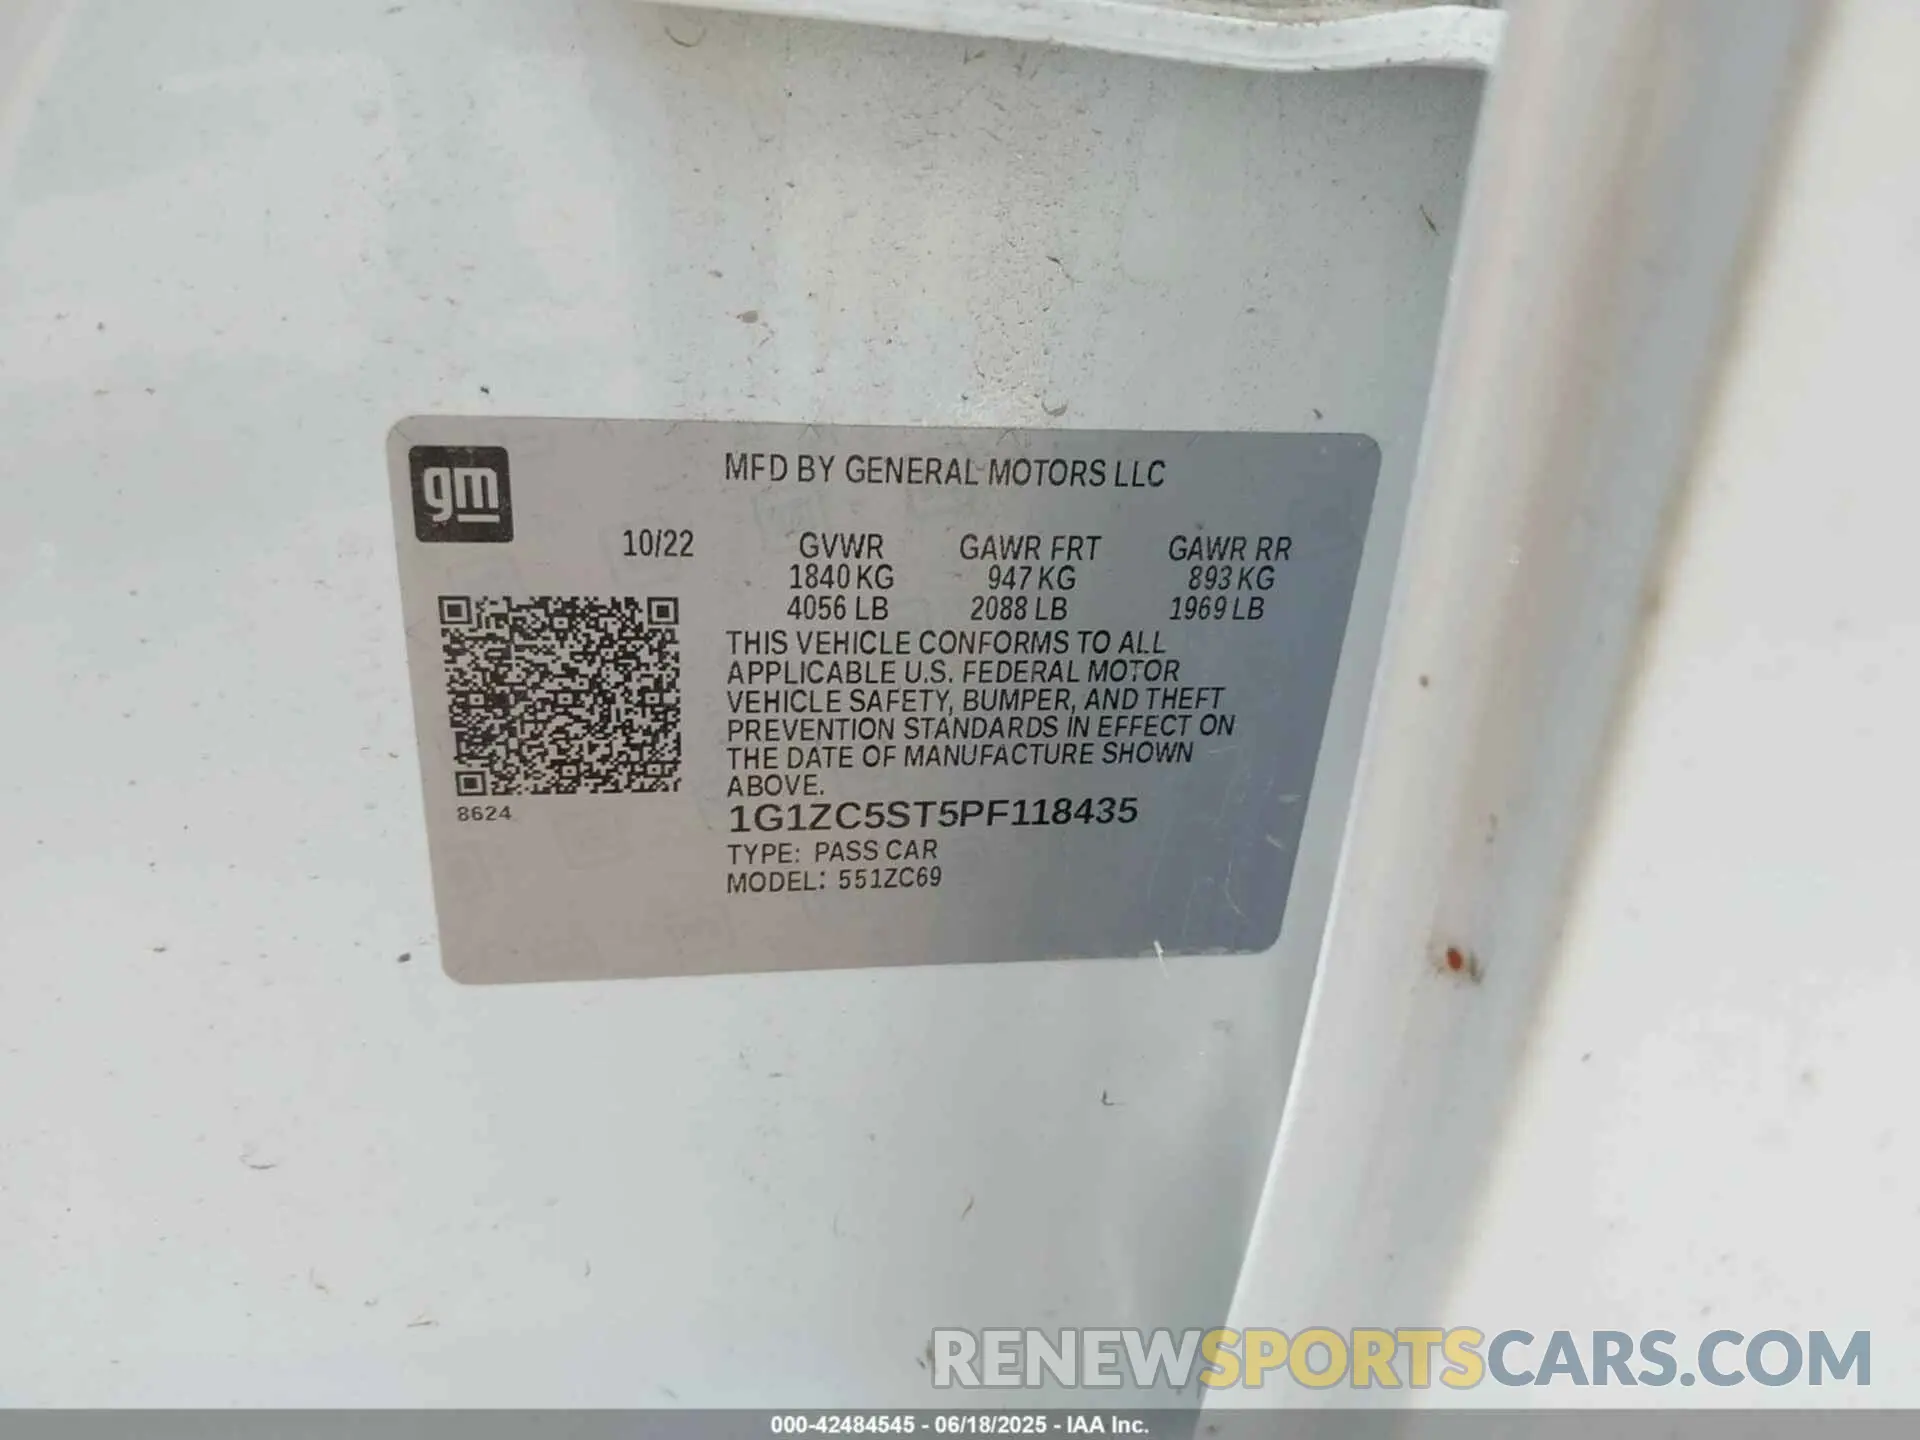 gm
MFD BY GENERAL MOTORS LLC
10/22 GVWR GAWR FRT GAWR RR
1840 KG 947 KG 893 KG
4056 LB 2088 LB 1969 LB
THIS VEHICLE CONFORMS TO ALL
APPLICABLE U.S. FEDERAL MOTOR
VEHICLE SAFETY, BUMPER, AND THEFT
PREVENTION STANDARDS IN EFFECT ON
THE DATE OF MANUFACTURE SHOWN
ABOVE.
8624
1G1ZC5ST5PF118435
TYPE: PASS CAR
MODEL: 551ZC69
RENEWSPORTSCARS.COM
000-42484545 - 06/18/2025 - IAA Inc.